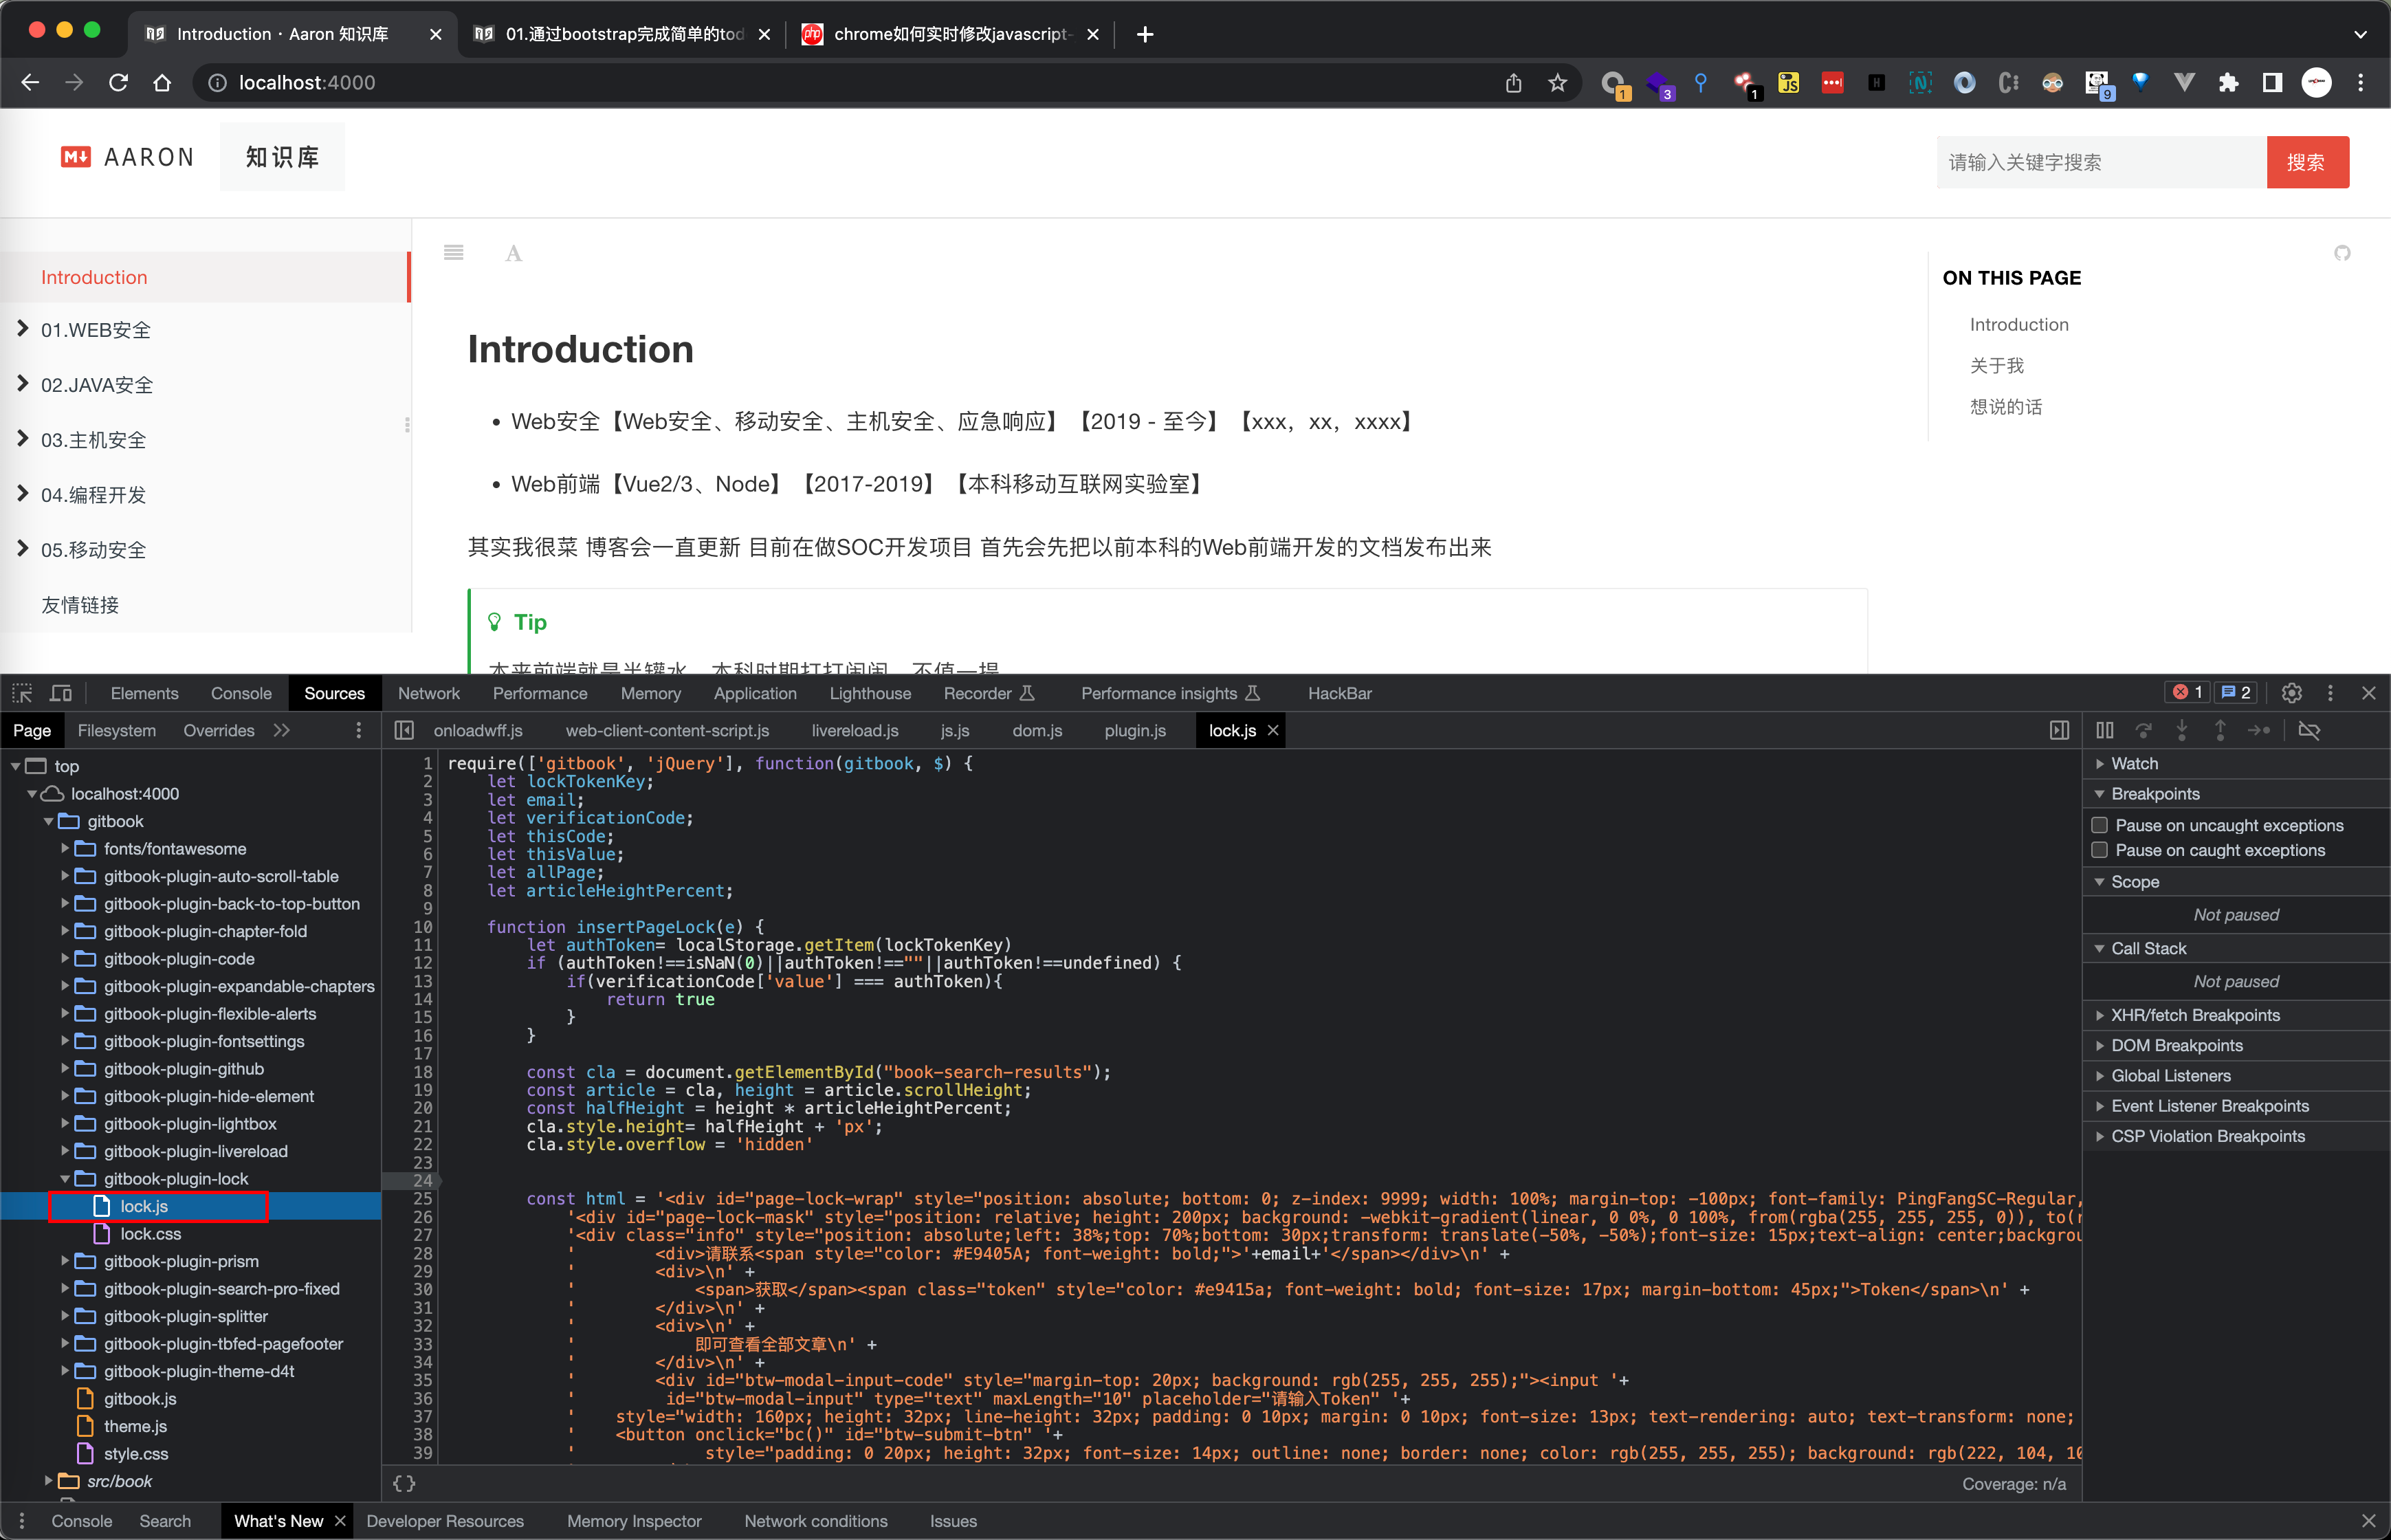 Introduction · Aaron 知识库
01.通过bootstrap完成简单的tod
chrome如何实时修改javascript-
localhost:4000
1
3
1
9
AARON
知识库
请输入关键字搜索
搜索
Introduction
01.WEB安全
02.JAVA安全
03.主机安全
04.编程开发
05.移动安全
友情链接
A
Introduction
Web安全【Web安全、移动安全、主机安全、应急响应】【2019 - 至今】【xxx，xx，xxxx】
Web前端【Vue2/3、Node】【2017-2019】【本科移动互联网实验室】
其实我很菜 博客会一直更新 目前在做SOC开发项目 首先会先把以前本科的Web前端开发的文档发布出来
Tip
本来前端就是半罐水，本科时期打打闹闹，不值一提
ON THIS PAGE
Introduction
关于我
想说的话
Elements Console Sources Network Performance Memory Application Lighthouse Recorder Performance insights HackBar 1 2
Page Filesystem Overrides
onloadwff.js web-client-content-script.js livereload.js js.js dom.js plugin.js lock.js
top
localhost:4000
gitbook
fonts/fontawesome
gitbook-plugin-auto-scroll-table
gitbook-plugin-back-to-top-button
gitbook-plugin-chapter-fold
gitbook-plugin-code
gitbook-plugin-expandable-chapters
gitbook-plugin-flexible-alerts
gitbook-plugin-fontsettings
gitbook-plugin-github
gitbook-plugin-hide-element
gitbook-plugin-lightbox
gitbook-plugin-livereload
gitbook-plugin-lock
lock.js
lock.css
gitbook-plugin-prism
gitbook-plugin-search-pro-fixed
gitbook-plugin-splitter
gitbook-plugin-tbfed-pagefooter
gitbook-plugin-theme-d4t
gitbook.js
theme.js
style.css
src/book
1 require(['gitbook', 'jQuery'], function(gitbook, $) {
2     let lockTokenKey;
3     let email;
4     let verificationCode;
5     let thisCode;
6     let thisValue;
7     let allPage;
8     let articleHeightPercent;
9
10     function insertPageLock(e) {
11         let authToken= localStorage.getItem(lockTokenKey)
12         if (authToken!==isNaN(0)||authToken!==""||authToken!==undefined) {
13             if(verificationCode['value'] === authToken){
14                 return true
15             }
16         }
17
18         const cla = document.getElementById("book-search-results");
19         const article = cla, height = article.scrollHeight;
20         const halfHeight = height * articleHeightPercent;
21         cla.style.height= halfHeight + 'px';
22         cla.style.overflow = 'hidden'
23
24
25         const html = '<div id="page-lock-wrap" style="position: absolute; bottom: 0; z-index: 9999; width: 100%; margin-top: -100px; font-family: PingFangSC-Regular,
26             '<div id="page-lock-mask" style="position: relative; height: 200px; background: -webkit-gradient(linear, 0 0%, 0 100%, from(rgba(255, 255, 255, 0)), to(r
27             '<div class="info" style="position: absolute;left: 38%;top: 70%;bottom: 30px;transform: translate(-50%, -50%);font-size: 15px;text-align: center;backgrou
28             '        <div>请联系<span style="color: #E9405A; font-weight: bold;">'+email+'</span></div>\n' +
29             '        <div>\n' +
30             '            <span>获取</span><span class="token" style="color: #e9415a; font-weight: bold; font-size: 17px; margin-bottom: 45px;">Token</span>\n' +
31             '        </div>\n' +
32             '        <div>\n' +
33             '            即可查看全部文章\n' +
34             '        </div>\n' +
35             '        <div id="btw-modal-input-code" style="margin-top: 20px; background: rgb(255, 255, 255);"><input '+
36             '         id="btw-modal-input" type="text" maxLength="10" placeholder="请输入Token" '+
37             '    style="width: 160px; height: 32px; line-height: 32px; padding: 0 10px; margin: 0 10px; font-size: 13px; text-rendering: auto; text-transform: none;
38             '    <button onclick="bc()" id="btw-submit-btn" '+
39             '             style="padding: 0 20px; height: 32px; font-size: 14px; outline: none; border: none; color: rgb(255, 255, 255); background: rgb(222, 104, 10
{} Coverage: n/a
Watch
Breakpoints
Pause on uncaught exceptions
Pause on caught exceptions
Scope
Not paused
Call Stack
Not paused
XHR/fetch Breakpoints
DOM Breakpoints
Global Listeners
Event Listener Breakpoints
CSP Violation Breakpoints
Console Search What's New Developer Resources Memory Inspector Network conditions Issues